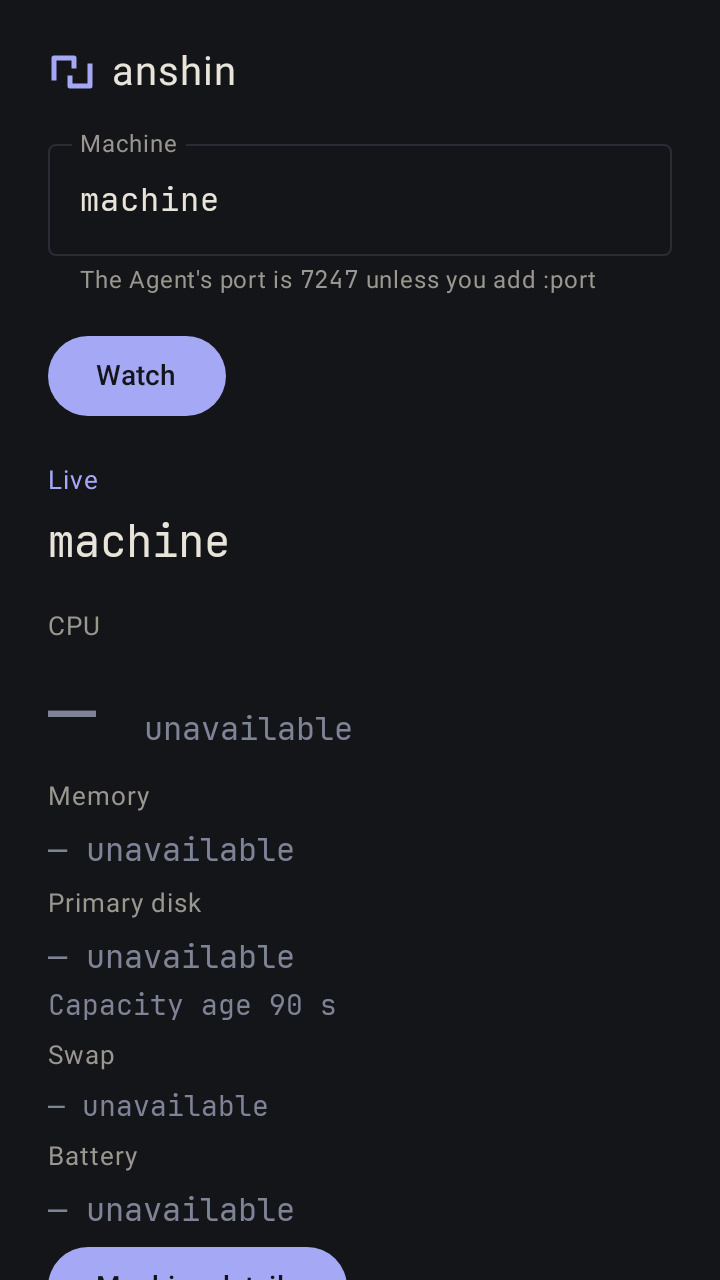 anshin
Machine
machine
The Agent's port is 7247 unless you add :port
Watch
Live
machine
CPU
— unavailable
Memory
— unavailable
Primary disk
— unavailable
Capacity age 90 s
Swap
— unavailable
Battery
— unavailable